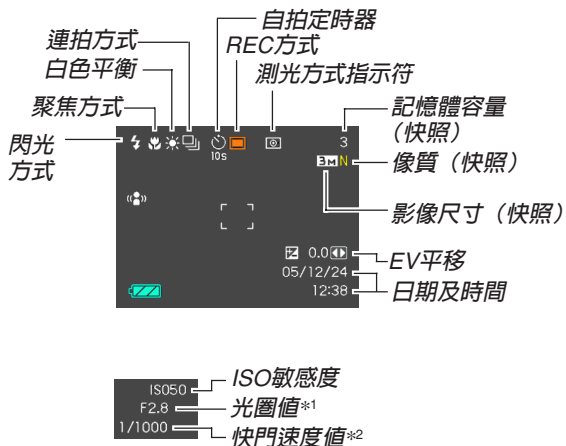 自拍定時器
連拍方式
REC方式
白色平衡
測光方式指示符
聚焦方式
記憶體容量
（快照）
閃光
方式
像質（快照）
影像尺寸（快照）
10s
3
3M N
0.0
EV平移
05/12/24
12:38
日期及時間
ISO50
ISO敏感度
F2.8
光圈值*1
1/1000
快門速度值*2